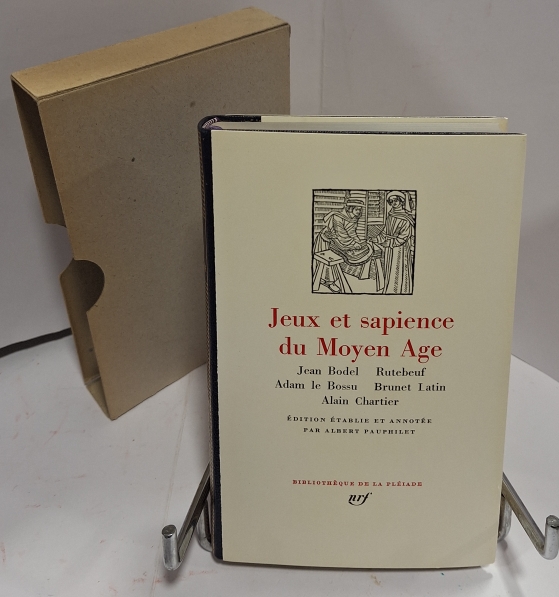 Jeux et sapience
du Moyen Age
Jean Bodel Rutebeuf
Adam le Bossu Brunet Latin
Alain Chartier
ÉDITION ÉTABLIE ET ANNOTÉE
PAR ALBERT PAUPHILET
BIBLIOTHÈQUE DE LA PLÉIADE
nrf